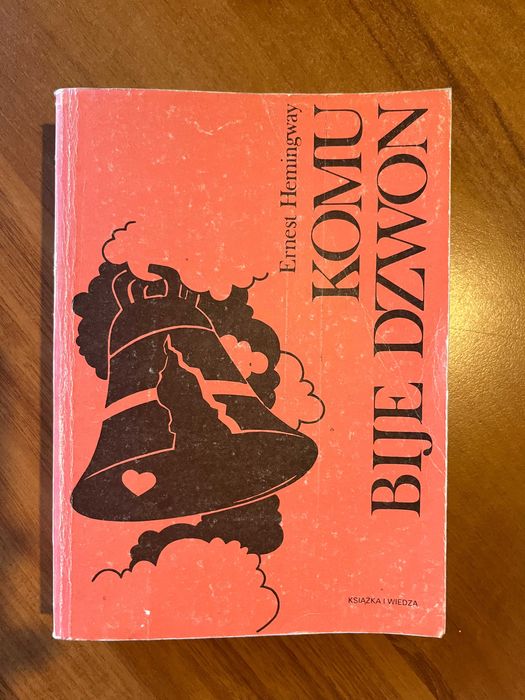 Ernest Hemingway
KOMU
BIJE DZWON
KSIĄŻKA I WIEDZA